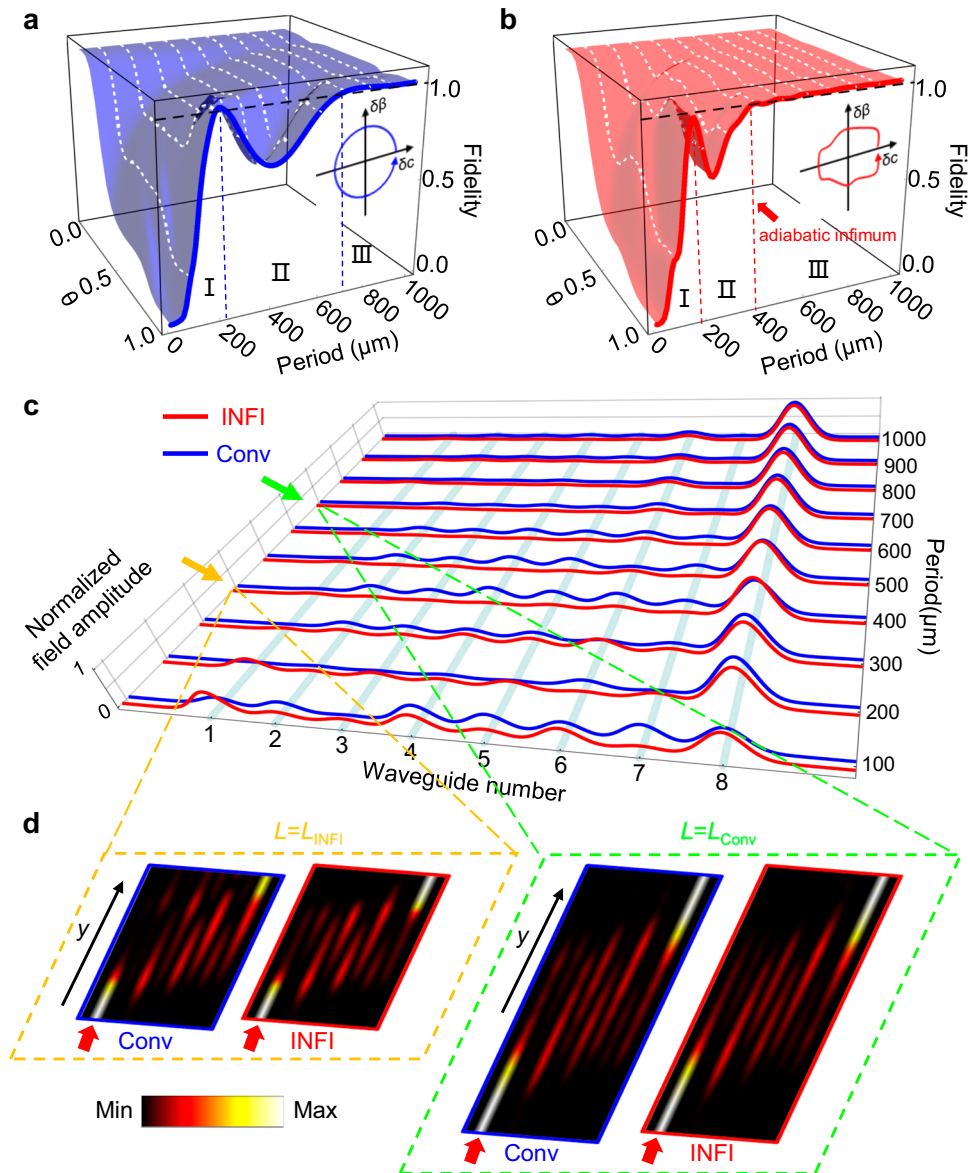 a
1.0
0.5
0.0
Fidelity
δβ
δc
0.0
0.5
1.0
Φ
I
II
III
0
200
400
600
800
1000
Period (μm)
b
1.0
0.5
0.0
Fidelity
δβ
δc
adiabatic infimum
0.0
0.5
1.0
Φ
I
II
III
0
200
400
600
800
1000
Period (μm)
c
INFI
Conv
Normalized
field amplitude
1
0
1
2
3
4
5
6
7
8
Waveguide number
1000
900
800
700
600
500
400
300
200
100
Period(μm)
d
L=LINFI
y
Conv
INFI
L=LConv
y
Conv
INFI
Min
Max